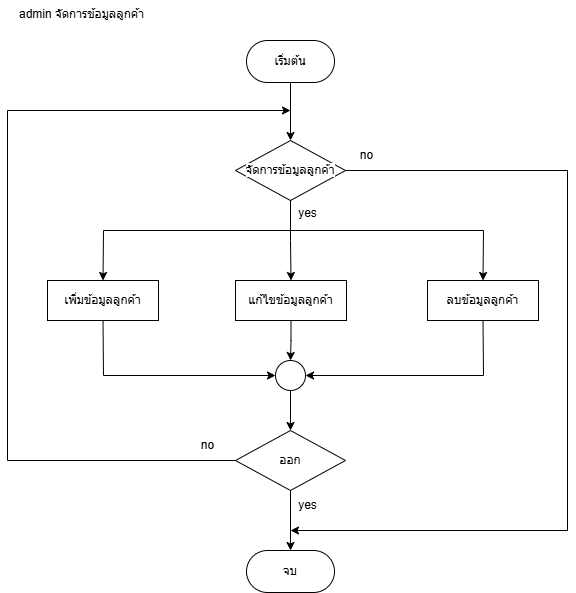 admin จัดการข้อมูลลูกค้า
เริ่มต้น
จัดการข้อมูลลูกค้า
no
yes
เพิ่มข้อมูลลูกค้า
แก้ไขข้อมูลลูกค้า
ลบข้อมูลลูกค้า
no
ออก
yes
จบ